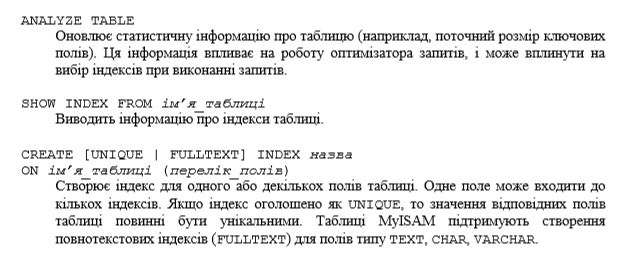 ANALYZE TABLE
Оновлює статистичну інформацію про таблицю (наприклад, поточний розмір ключових
полів). Ця інформація впливає на роботу оптимізатора запитів, і може вплинути на
вибір індексів при виконанні запитів.
SHOW INDEX FROM ім’я_таблиці
Виводить інформацію про індекси таблиці.
CREATE [UNIQUE | FULLTEXT] INDEX назва
ON ім’я_таблиці (перелік_полів)
Створює індекс для одного або декількох полів таблиці. Одне поле може входити до
кількох індексів. Якщо індекс оголошено як UNIQUE, то значення відповідних полів
таблиці повинні бути унікальними. Таблиці MyISAM підтримують створення
повнотекстових індексів (FULLTEXT) для полів типу TEXT, CHAR, VARCHAR.